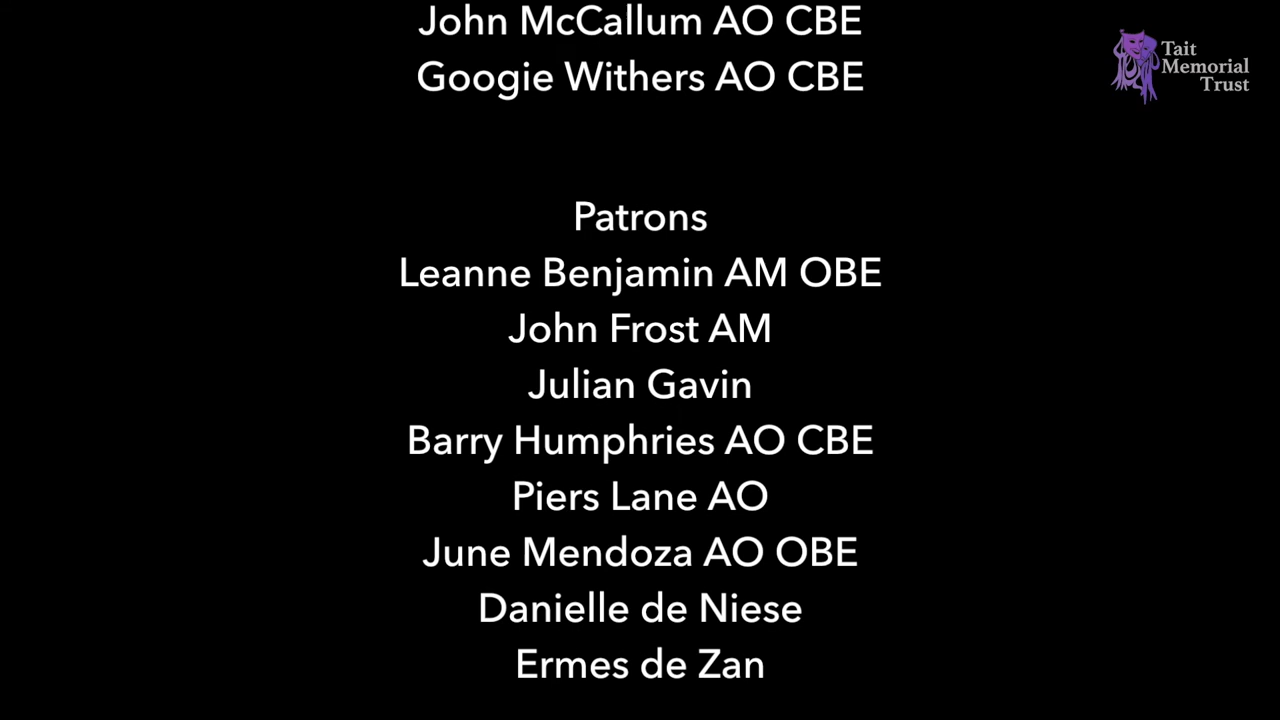 John McCallum AO CBE
Googie Withers AO CBE
Tait
Memorial
Trust
Patrons
Leanne Benjamin AM OBE
John Frost AM
Julian Gavin
Barry Humphries AO CBE
Piers Lane AO
June Mendoza AO OBE
Danielle de Niese
Ermes de Zan